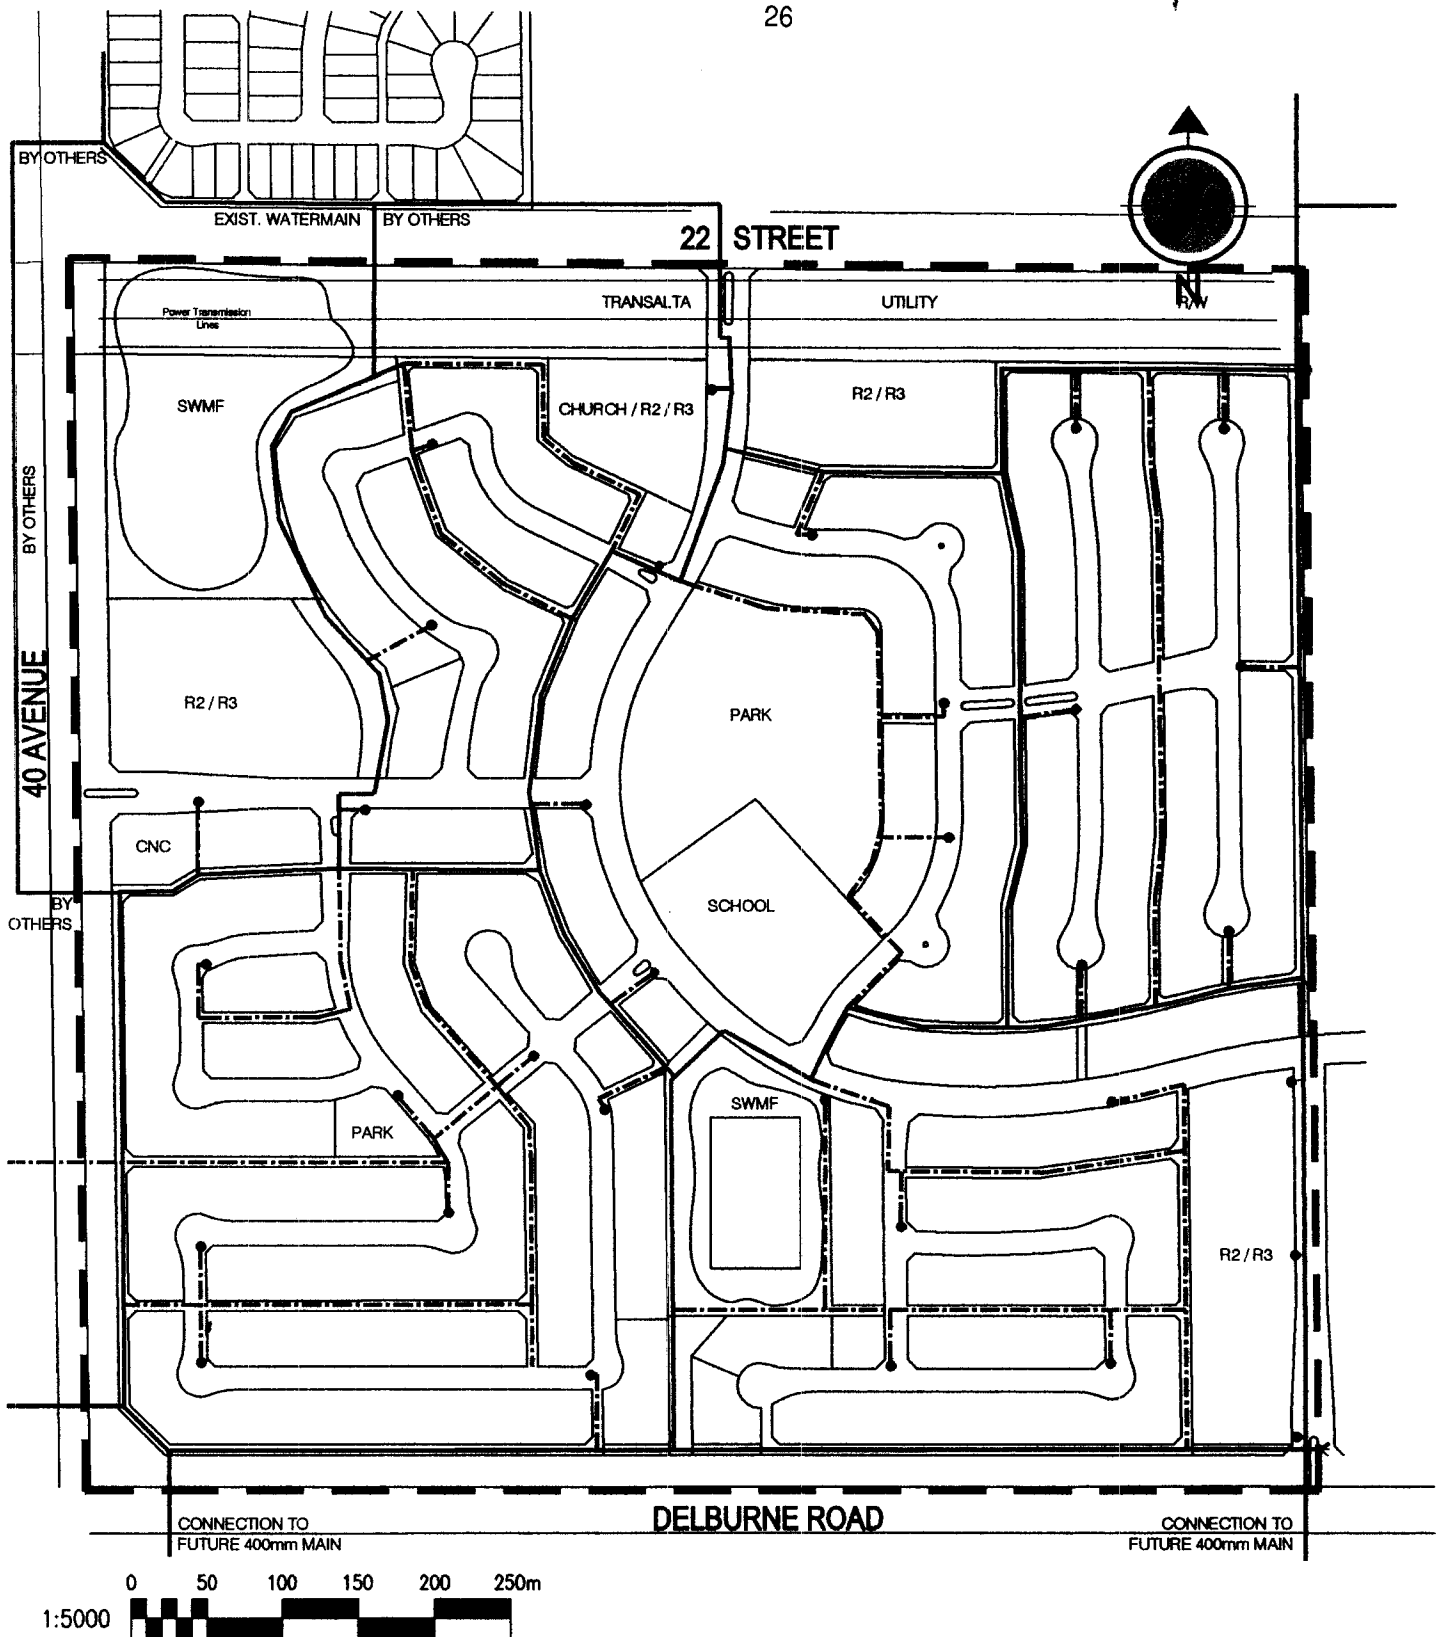 26
BY OTHERS
EXIST. WATERMAIN BY OTHERS
22 STREET
TRANSALTA UTILITY R/W
N
Power Transmission
Lines
SWMF
CHURCH / R2 / R3
R2 / R3
BY OTHERS
40 AVENUE
R2 / R3
PARK
CNC
SCHOOL
BY
OTHERS
SWMF
PARK
R2 / R3
DELBURNE ROAD
CONNECTION TO
FUTURE 400mm MAIN
CONNECTION TO
FUTURE 400mm MAIN
0 50 100 150 200 250m
1:5000